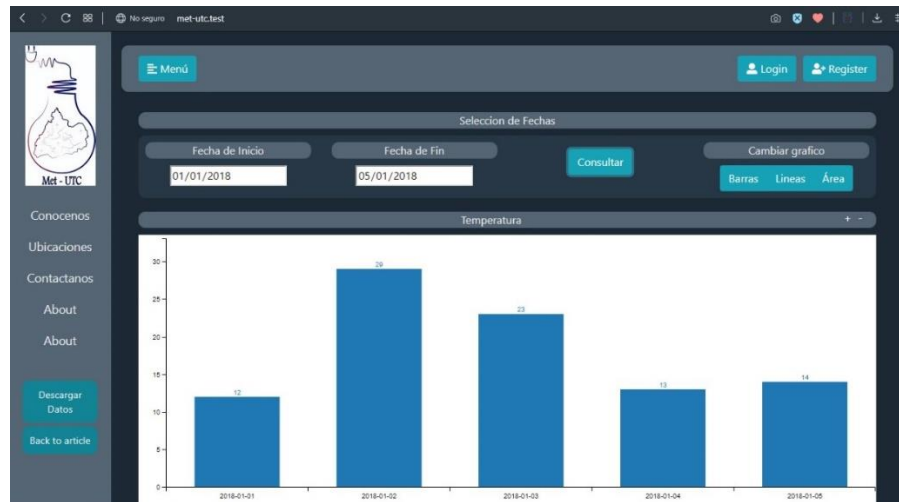 No seguro met-utc.test
Met - UTC
Conocenos
Ubicaciones
Contactanos
About
About
Descargar
Datos
Back to article
Menú
Login
Register
Seleccion de Fechas
Fecha de Inicio
Fecha de Fin
Cambiar grafico
01/01/2018
05/01/2018
Consultar
Barras Lineas Área
Temperatura
+ -
30
25
20
15
10
5
0
12
29
23
13
14
2018-01-01
2018-01-02
2018-01-03
2018-01-04
2018-01-05